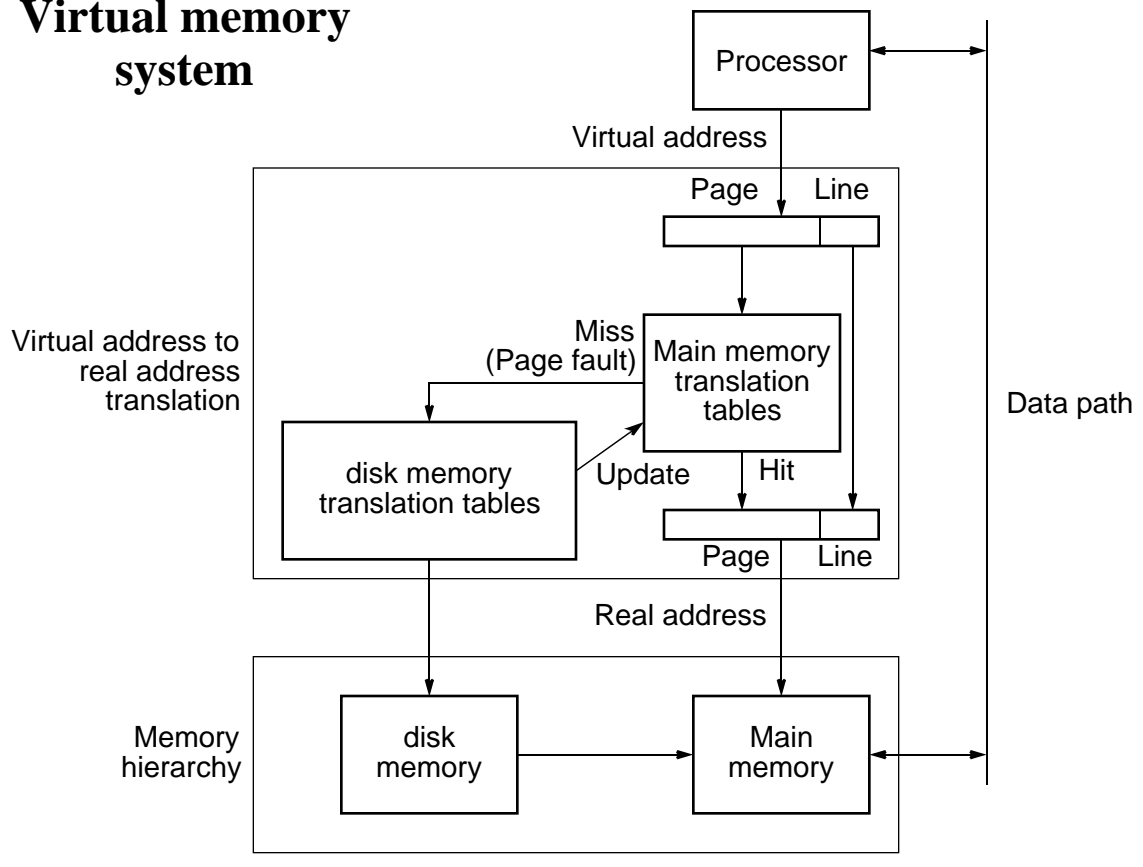 Virtual memory
system
Processor
Virtual address
Page
Line
Virtual address to
real address
translation
Miss
(Page fault)
Main memory
translation
tables
Data path
disk memory
translation tables
Update
Hit
Page
Line
Real address
Memory
hierarchy
disk
memory
Main
memory